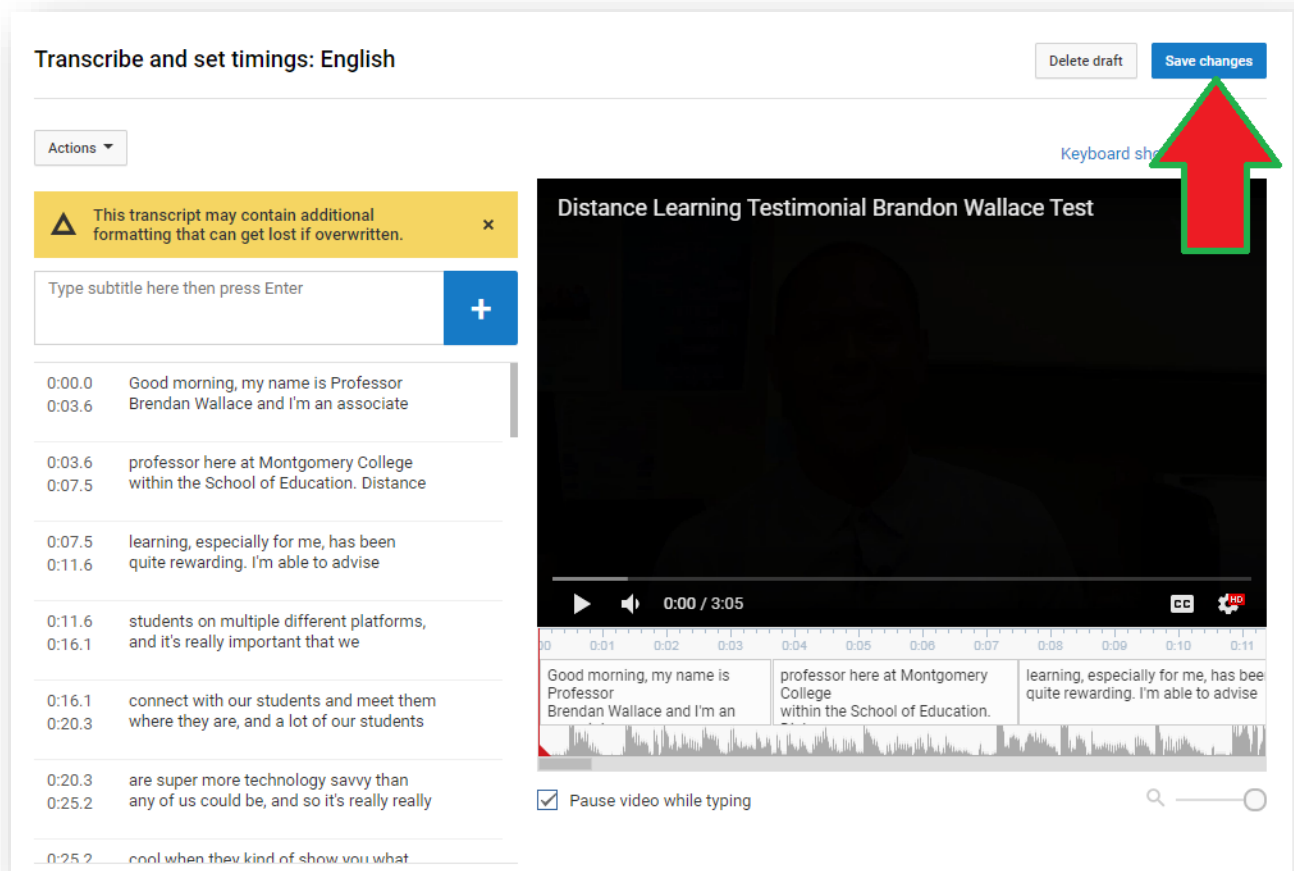 Transcribe and set timings: English
Delete draft
Save changes
Actions
Keyboard
This transcript may contain additional
formatting that can get lost if overwritten.
×
Type subtitle here then press Enter
+
0:00.0 Good morning, my name is Professor
0:03.6 Brendan Wallace and I'm an associate
0:03.6 professor here at Montgomery College
0:07.5 within the School of Education. Distance
0:07.5 learning, especially for me, has been
0:11.6 quite rewarding. I'm able to advise
0:11.6 students on multiple different platforms,
0:16.1 and it's really important that we
0:16.1 connect with our students and meet them
0:20.3 where they are, and a lot of our students
0:20.3 are super more technology savvy than
0:25.2 any of us could be, and so it's really really
0:25.2 cool when they kind of show you what
Distance Learning Testimonial Brandon Wallace Test
0:00 / 3:05
CC
HD
00 0:01 0:02 0:03 0:04 0:05 0:06 0:07 0:08 0:09 0:10 0:11
Good morning, my name is
Professor
Brendan Wallace and I'm an
professor here at Montgomery
College
within the School of Education.
learning, especially for me, has bee
quite rewarding. I'm able to advise
Pause video while typing